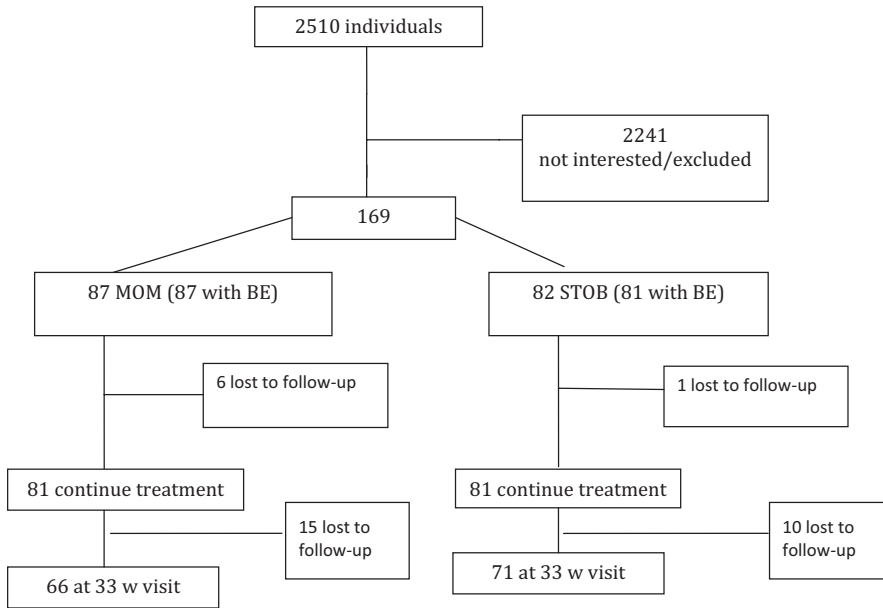 2510 individuals
2241
not interested/excluded
169
87 MOM (87 with BE)
82 STOB (81 with BE)
6 lost to follow-up
1 lost to follow-up
81 continue treatment
81 continue treatment
15 lost to
follow-up
10 lost to
follow-up
66 at 33 w visit
71 at 33 w visit